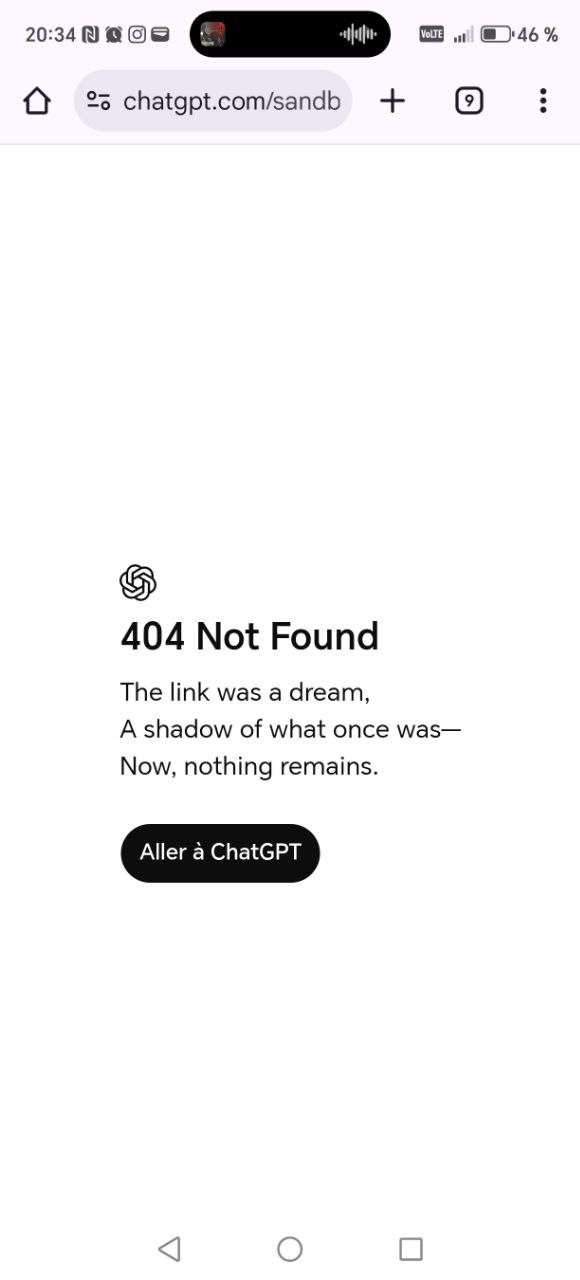 20:34
VoLTE
46 %
chatgpt.com/sandb
9
404 Not Found
The link was a dream,
A shadow of what once was—
Now, nothing remains.
Aller à ChatGPT